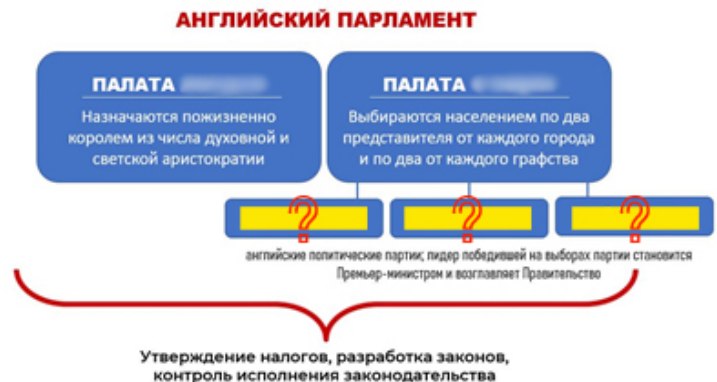 АНГЛИЙСКИЙ ПАРЛАМЕНТ
ПАЛАТА
Назначаются пожизненно
королем из числа духовной и
светской аристократии
ПАЛАТА
Выбираются населением по два
представителя от каждого города
и по два от каждого графства
? ? ?
английские политические партии; лидер победившей на выборах партии становится
Премьер-министром и возглавляет Правительство
Утверждение налогов, разработка законов,
контроль исполнения законодательства